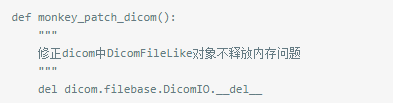 def monkey_patch_dicom():
    """
    修正dicom中DicomFileLike对象不释放内存问题
    """
    del dicom.filebase.DicomIO.__del__